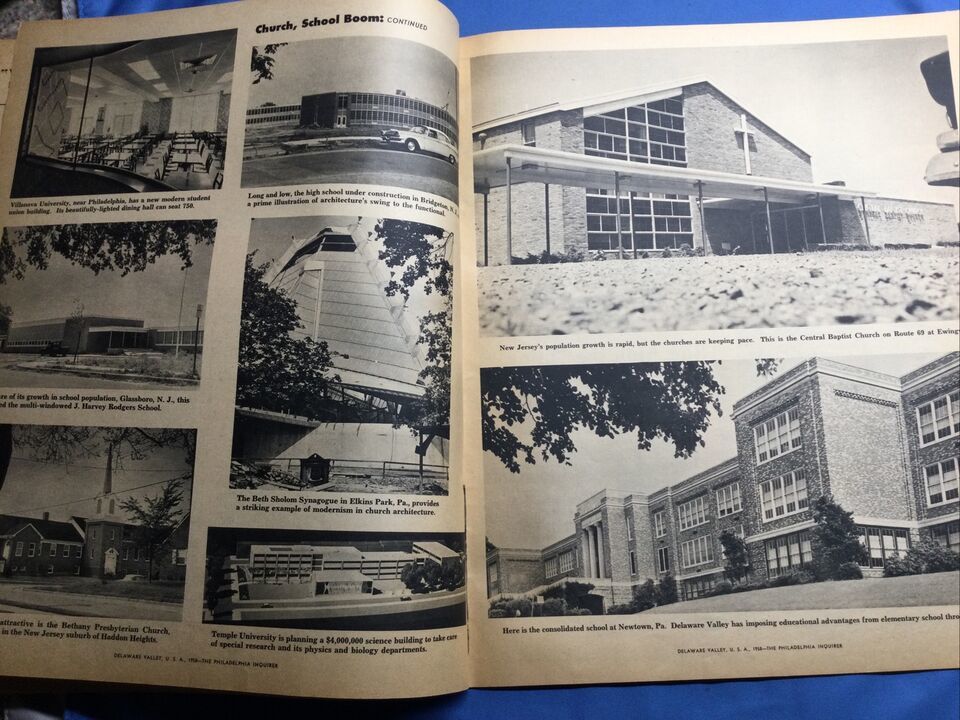 Church, School Boom: CONTINUED
Villanova University, near Philadelphia, has a new modern student
union building. Its beautifully-lighted dining hall can seat 750.
Long and low, the high school under construction in Bridgeton, N. J.,
a prime illustration of architecture's swing to the functional.
re of its growth in school population, Glassboro, N. J., this
ed the multi-windowed J. Harvey Rodgers School.
The Beth Sholom Synagogue in Elkins Park, Pa., provides
a striking example of modernism in church architecture.
attractive is the Bethany Presbyterian Church,
in the New Jersey suburb of Haddon Heights.
Temple University is planning a $4,000,000 science building to take care
of special research and its physics and biology departments.
DELAWARE VALLEY, U. S. A., 1958—THE PHILADELPHIA INQUIRER
New Jersey's population growth is rapid, but the churches are keeping pace. This is the Central Baptist Church on Route 69 at Ewing
Here is the consolidated school at Newtown, Pa. Delaware Valley has imposing educational advantages from elementary school thro
DELAWARE VALLEY, U. S. A., 1958—THE PHILADELPHIA INQUIRER